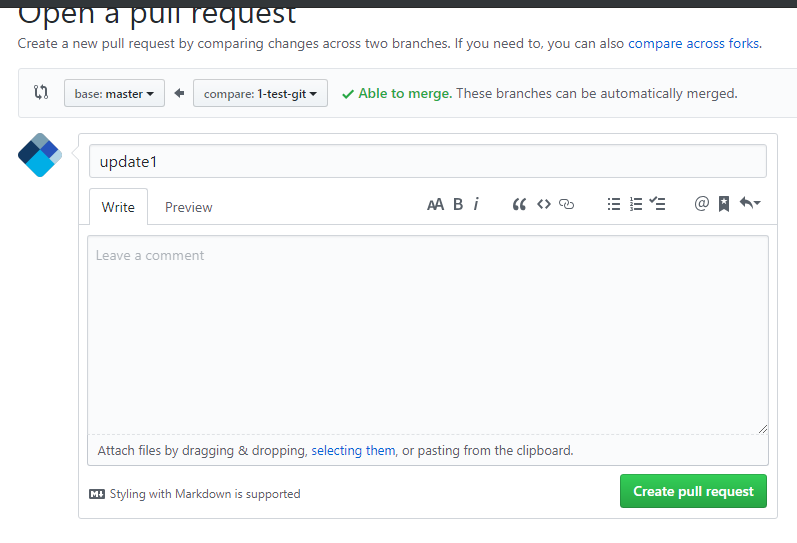 Open a pull request
Create a new pull request by comparing changes across two branches. If you need to, you can also compare across forks.
base: master compare: 1-test-git Able to merge. These branches can be automatically merged.
update1
Write Preview AA B i @
Leave a comment
Attach files by dragging & dropping, selecting them, or pasting from the clipboard.
Styling with Markdown is supported
Create pull request